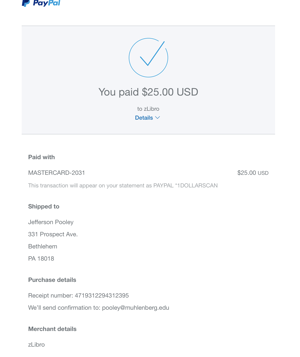 PayPal
You paid $25.00 USD
to zLibro
Details
Paid with
MASTERCARD-2031 $25.00 USD
This transaction will appear on your statement as PAYPAL *1DOLLARSCAN
Shipped to
Jefferson Pooley
331 Prospect Ave.
Bethlehem
PA 18018
Purchase details
Receipt number: 4719312294312395
We'll send confirmation to: pooley@muhlenberg.edu
Merchant details
zLibro